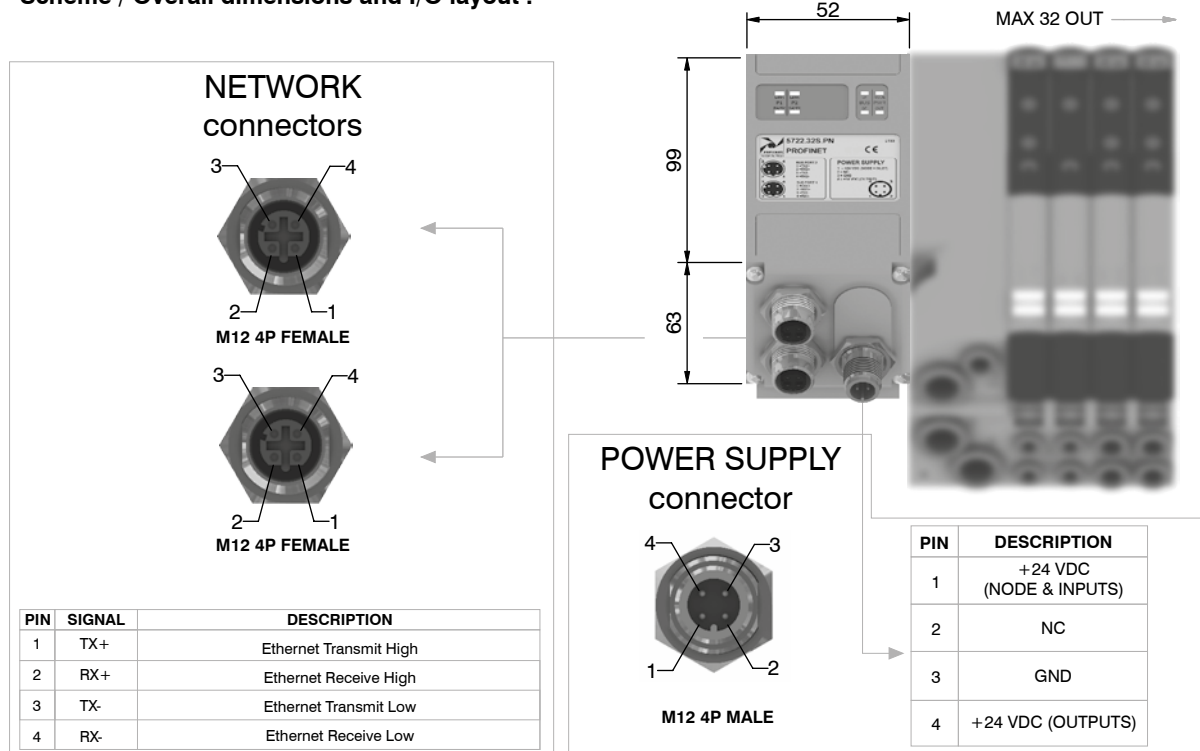 Scheme / Overall dimensions and I/O layout :
NETWORK
connectors
3
4
2
1
M12 4P FEMALE
3
4
2
1
M12 4P FEMALE
PIN SIGNAL DESCRIPTION
1 TX+ Ethernet Transmit High
2 RX+ Ethernet Receive High
3 TX- Ethernet Transmit Low
4 RX- Ethernet Receive Low
52
MAX 32 OUT
99
63
5722.32S.PN
PROFINET
CE
POWER SUPPLY
POWER SUPPLY
connector
4
3
1
2
M12 4P MALE
PIN DESCRIPTION
1 +24 VDC
(NODE & INPUTS)
2 NC
3 GND
4 +24 VDC (OUTPUTS)